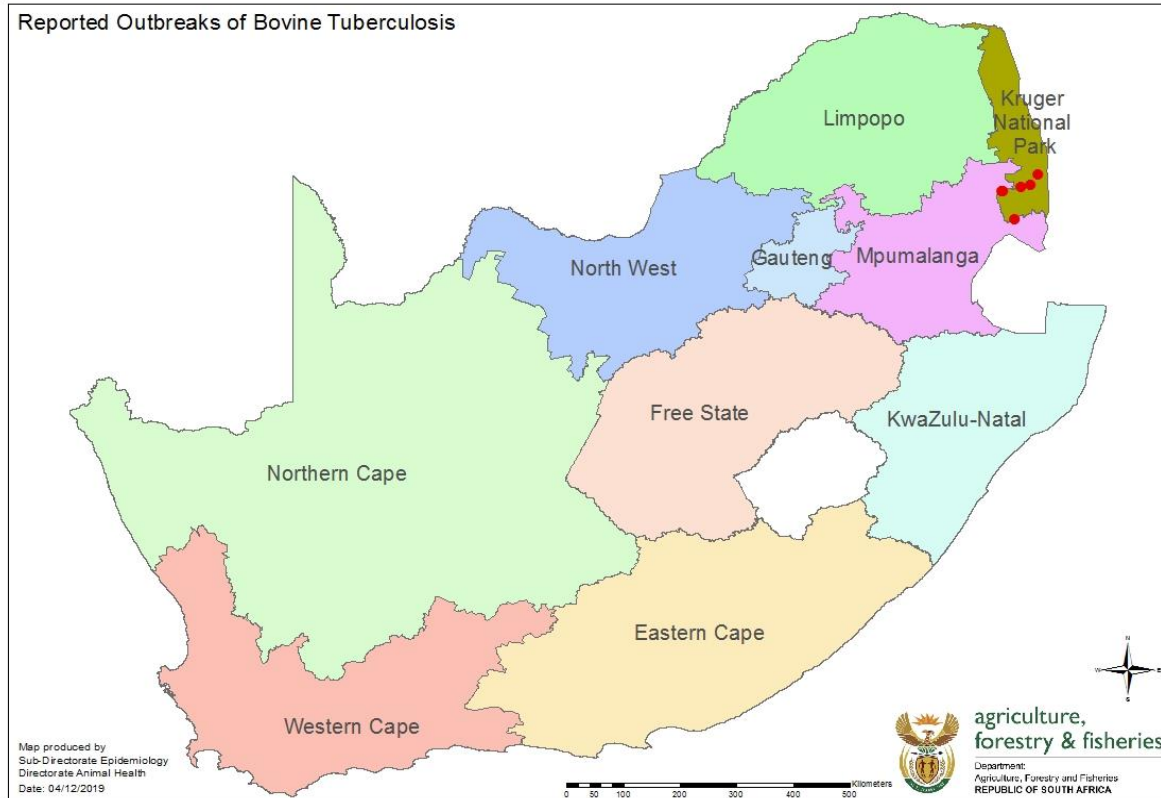 Reported Outbreaks of Bovine Tuberculosis
Kruger
National
Park
Limpopo
North West
Gauteng
Mpumalanga
Free State
KwaZulu-Natal
Northern Cape
Eastern Cape
Western Cape
N
W
E
S
Map produced by
Sub-Directorate Epidemiology
Directorate Animal Health
Date: 04/12/2019
Kilometers
0 50 100 200 300 400 500
agriculture,
forestry & fisheries
Department:
Agriculture, Forestry and Fisheries
REPUBLIC OF SOUTH AFRICA